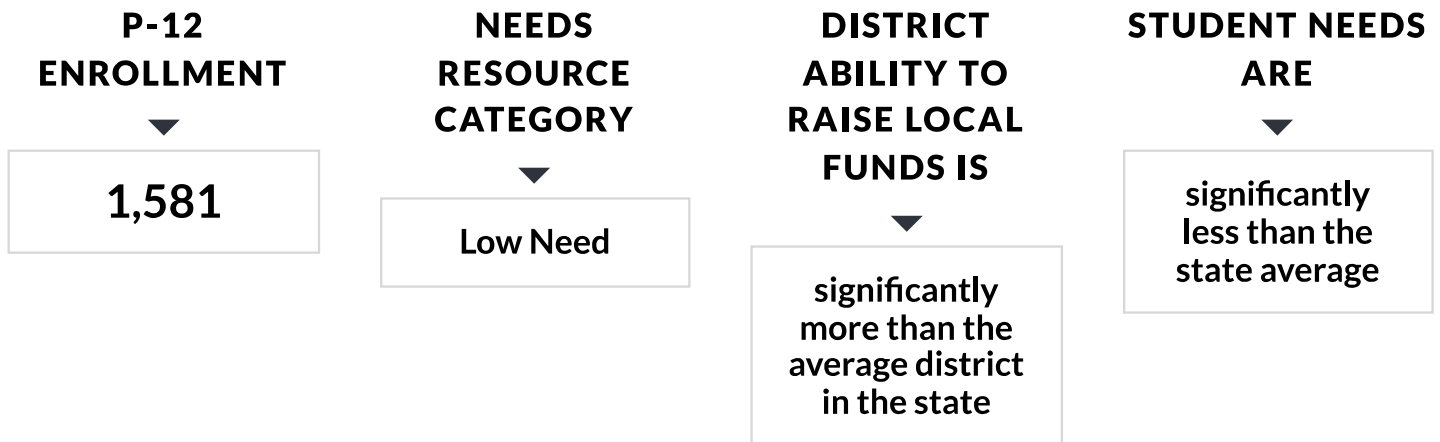 P-12
ENROLLMENT
1,581
NEEDS
RESOURCE
CATEGORY
Low Need
DISTRICT
ABILITY TO
RAISE LOCAL
FUNDS IS
significantly
more than the
average district
in the state
STUDENT NEEDS
ARE
significantly
less than the
state average